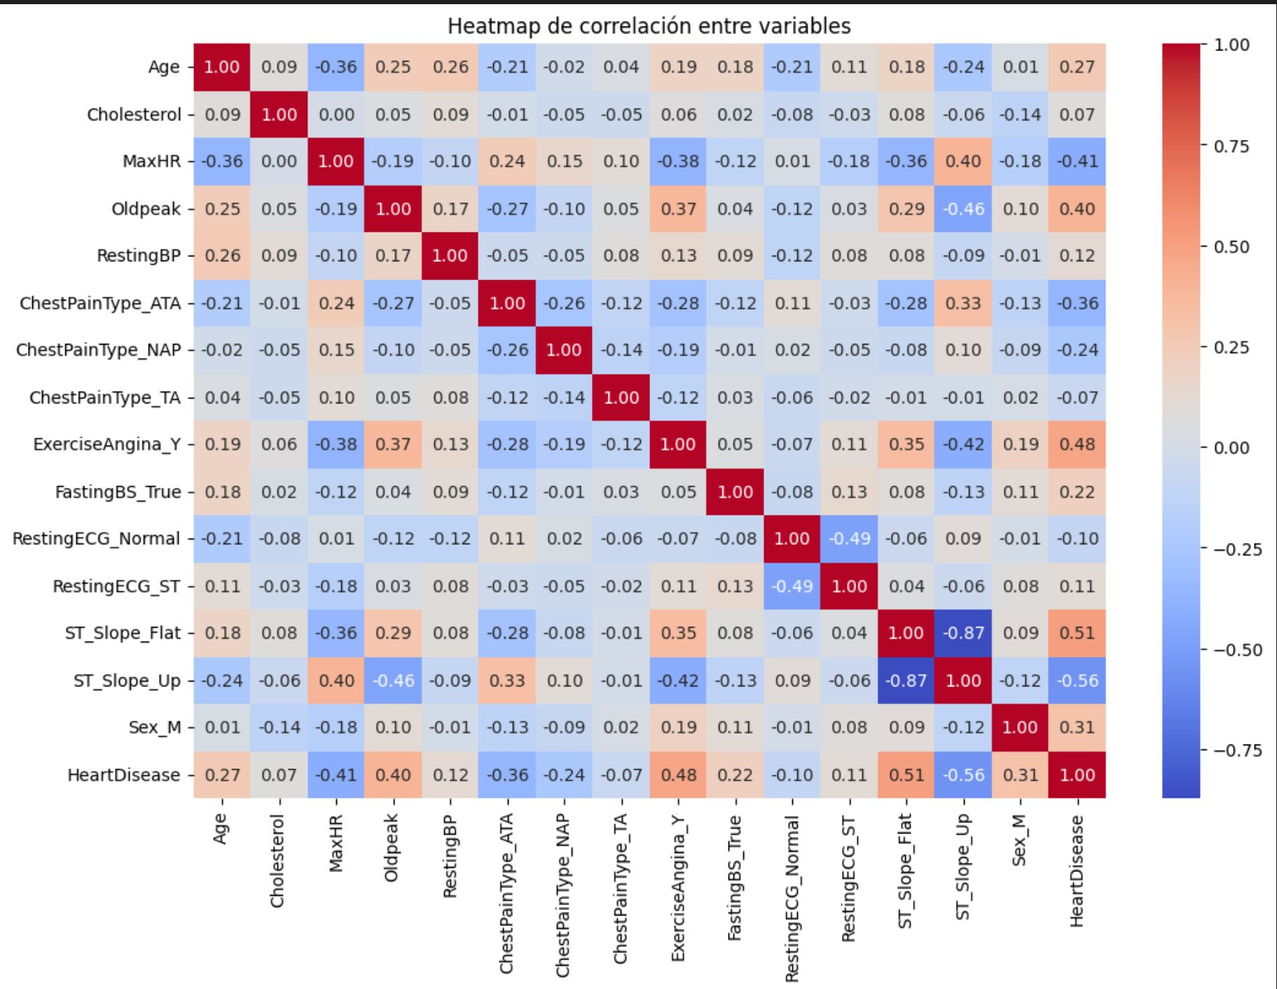 Heatmap de correlación entre variables
Age 1.00 0.09 -0.36 0.25 0.26 -0.21 -0.02 0.04 0.19 0.18 -0.21 0.11 0.18 -0.24 0.01 0.27
Cholesterol 0.09 1.00 0.00 0.05 0.09 -0.01 -0.05 -0.05 0.06 0.02 -0.08 -0.03 0.08 -0.06 -0.14 0.07
MaxHR -0.36 0.00 1.00 -0.19 -0.10 0.24 0.15 0.10 -0.38 -0.12 0.01 -0.18 -0.36 0.40 -0.18 -0.41
Oldpeak 0.25 0.05 -0.19 1.00 0.17 -0.27 -0.10 0.05 0.37 0.04 -0.12 0.03 0.29 -0.46 0.10 0.40
RestingBP 0.26 0.09 -0.10 0.17 1.00 -0.05 -0.05 0.08 0.13 0.09 -0.12 0.08 0.08 -0.09 -0.01 0.12
ChestPainType_ATA -0.21 -0.01 0.24 -0.27 -0.05 1.00 -0.26 -0.12 -0.28 -0.12 0.11 -0.03 -0.28 0.33 -0.13 -0.36
ChestPainType_NAP -0.02 -0.05 0.15 -0.10 -0.05 -0.26 1.00 -0.14 -0.19 -0.01 0.02 -0.05 -0.08 0.10 -0.09 -0.24
ChestPainType_TA 0.04 -0.05 0.10 0.05 0.08 -0.12 -0.14 1.00 -0.12 0.03 -0.06 -0.02 -0.01 -0.01 0.02 -0.07
ExerciseAngina_Y 0.19 0.06 -0.38 0.37 0.13 -0.28 -0.19 -0.12 1.00 0.05 -0.07 0.11 0.35 -0.42 0.19 0.48
FastingBS_True 0.18 0.02 -0.12 0.04 0.09 -0.12 -0.01 0.03 0.05 1.00 -0.08 0.13 0.08 -0.13 0.11 0.22
RestingECG_Normal -0.21 -0.08 0.01 -0.12 -0.12 0.11 0.02 -0.06 -0.07 -0.08 1.00 -0.49 -0.06 0.09 -0.01 -0.10
RestingECG_ST 0.11 -0.03 -0.18 0.03 0.08 -0.03 -0.05 -0.02 0.11 0.13 -0.49 1.00 0.04 -0.06 0.08 0.11
ST_Slope_Flat 0.18 0.08 -0.36 0.29 0.08 -0.28 -0.08 -0.01 0.35 0.08 -0.06 0.04 1.00 -0.87 0.09 0.51
ST_Slope_Up -0.24 -0.06 0.40 -0.46 -0.09 0.33 0.10 -0.01 -0.42 -0.13 0.09 -0.06 -0.87 1.00 -0.12 -0.56
Sex_M 0.01 -0.14 -0.18 0.10 -0.01 -0.13 -0.09 0.02 0.19 0.11 -0.01 0.08 0.09 -0.12 1.00 0.31
HeartDisease 0.27 0.07 -0.41 0.40 0.12 -0.36 -0.24 -0.07 0.48 0.22 -0.10 0.11 0.51 -0.56 0.31 1.00
Age
Cholesterol
MaxHR
Oldpeak
RestingBP
ChestPainType_ATA
ChestPainType_NAP
ChestPainType_TA
ExerciseAngina_Y
FastingBS_True
RestingECG_Normal
RestingECG_ST
ST_Slope_Flat
ST_Slope_Up
Sex_M
HeartDisease
1.00
0.75
0.50
0.25
0.00
−0.25
−0.50
−0.75